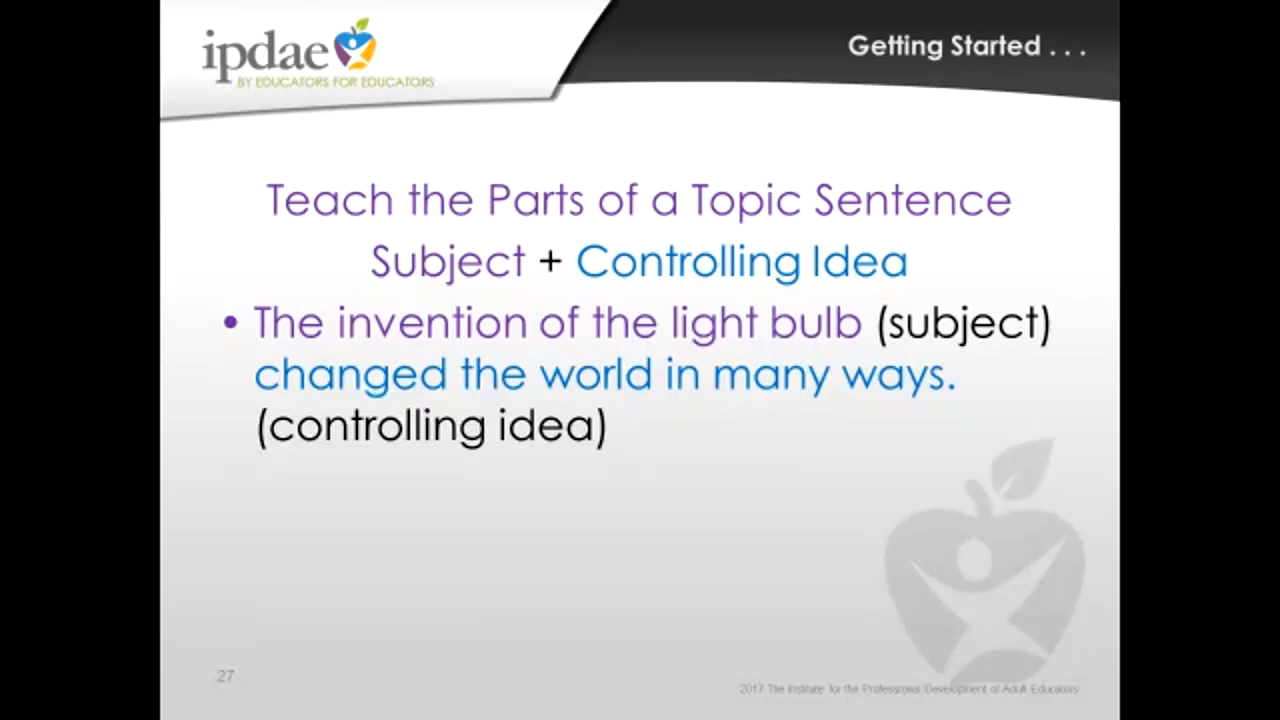 ipdae
BY EDUCATORS FOR EDUCATORS
Getting Started . . .
Teach the Parts of a Topic Sentence
Subject + Controlling Idea
• The invention of the light bulb (subject)
changed the world in many ways.
(controlling idea)
27
2017 The Institute for the Professional Development of Adult Educators